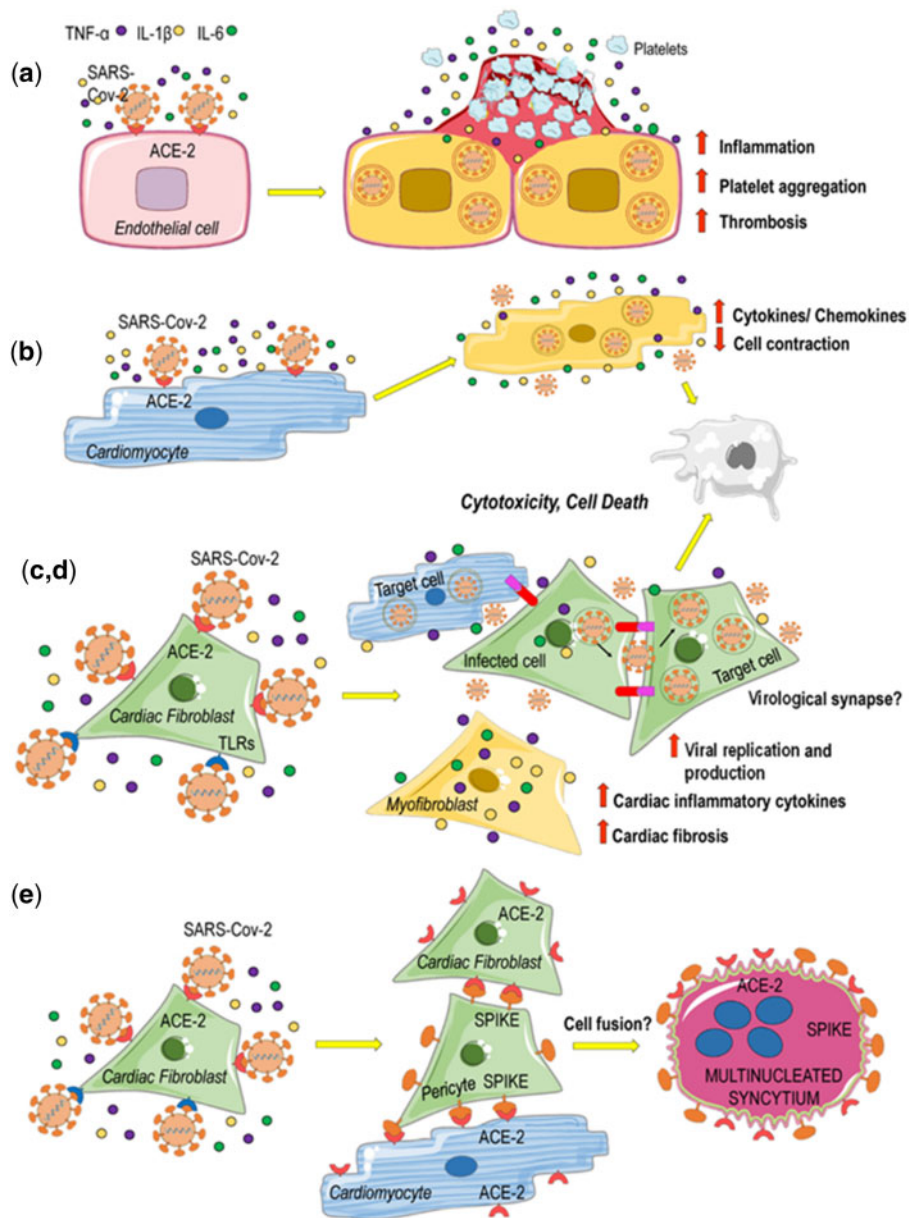 TNF-α IL-1β IL-6
Platelets
(a)
SARS-
Cov-2
ACE-2
Endothelial cell
Inflammation
Platelet aggregation
Thrombosis
(b)
SARS-Cov-2
ACE-2
Cardiomyocyte
Cytokines/ Chemokines
Cell contraction
Cytotoxicity, Cell Death
(c,d)
SARS-Cov-2
ACE-2
Cardiac Fibroblast
TLRs
Target cell
Infected cell
Target cell
Virological synapse?
Viral replication and
production
Myofibroblast
Cardiac inflammatory cytokines
Cardiac fibrosis
(e)
SARS-Cov-2
ACE-2
Cardiac Fibroblast
ACE-2
Cardiac Fibroblast
SPIKE
Pericyte SPIKE
ACE-2
Cardiomyocyte
ACE-2
Cell fusion?
ACE-2
SPIKE
MULTINUCLEATED
SYNCYTIUM